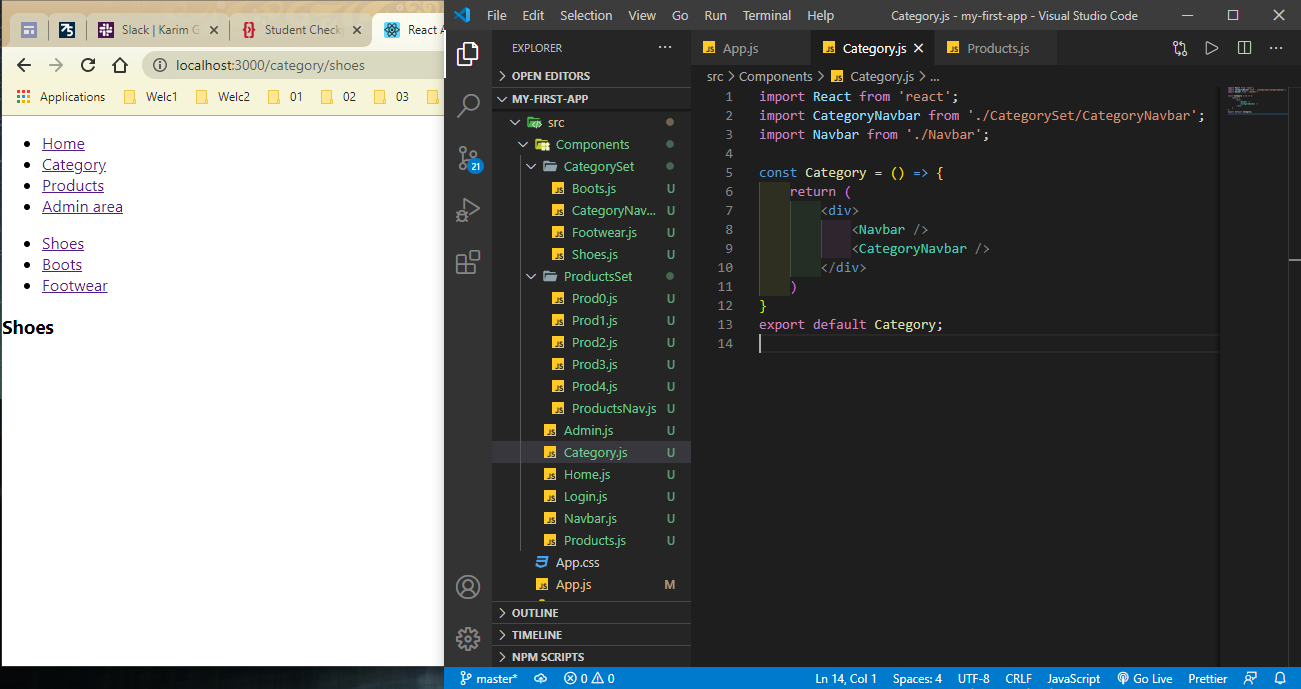 Slack | Karim G
Student Check
React A
localhost:3000/category/shoes
Applications Welc1 Welc2 01 02 03
Home
Category
Products
Admin area
Shoes
Boots
Footwear
Shoes
File Edit Selection View Go Run Terminal Help Category.js - my-first-app - Visual Studio Code
EXPLORER
OPEN EDITORS
MY-FIRST-APP
src
Components
CategorySet
Boots.js U
CategoryNav... U
Footwear.js U
Shoes.js U
ProductsSet
Prod0.js U
Prod1.js U
Prod2.js U
Prod3.js U
Prod4.js U
ProductsNav.js U
Admin.js U
Category.js U
Home.js U
Login.js U
Navbar.js U
Products.js U
App.css
App.js M
OUTLINE
TIMELINE
NPM SCRIPTS
21
JS App.js JS Category.js JS Products.js
src > Components > JS Category.js > ...
1 import React from 'react';
2 import CategoryNavbar from './CategorySet/CategoryNavbar';
3 import Navbar from './Navbar';
4
5 const Category = () => {
6 return (
7 <div>
8 <Navbar />
9 <CategoryNavbar />
10 </div>
11 )
12 }
13 export default Category;
14
master* 0 0 Ln 14, Col 1 Spaces: 4 UTF-8 CRLF JavaScript Go Live Prettier